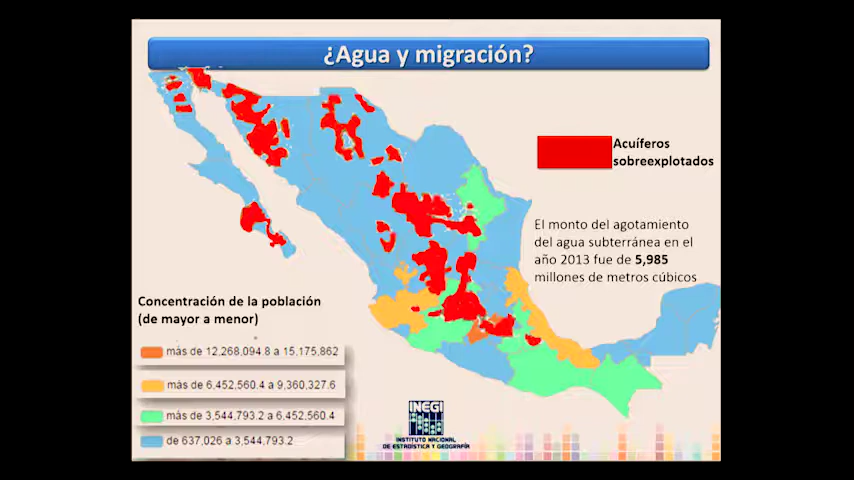 ¿Agua y migración?
Acuíferos
sobreexplotados
El monto del agotamiento
del agua subterránea en el
año 2013 fue de 5,985
millones de metros cúbicos
Concentración de la población
(de mayor a menor)
más de 12,268,094.8 a 15,175,862
más de 6,452,560.4 a 9,360,327.6
más de 3,544,793.2 a 6,452,560.4
de 637,026 a 3,544,793.2
INEGI
INSTITUTO NACIONAL
DE ESTADÍSTICA Y GEOGRAFÍA